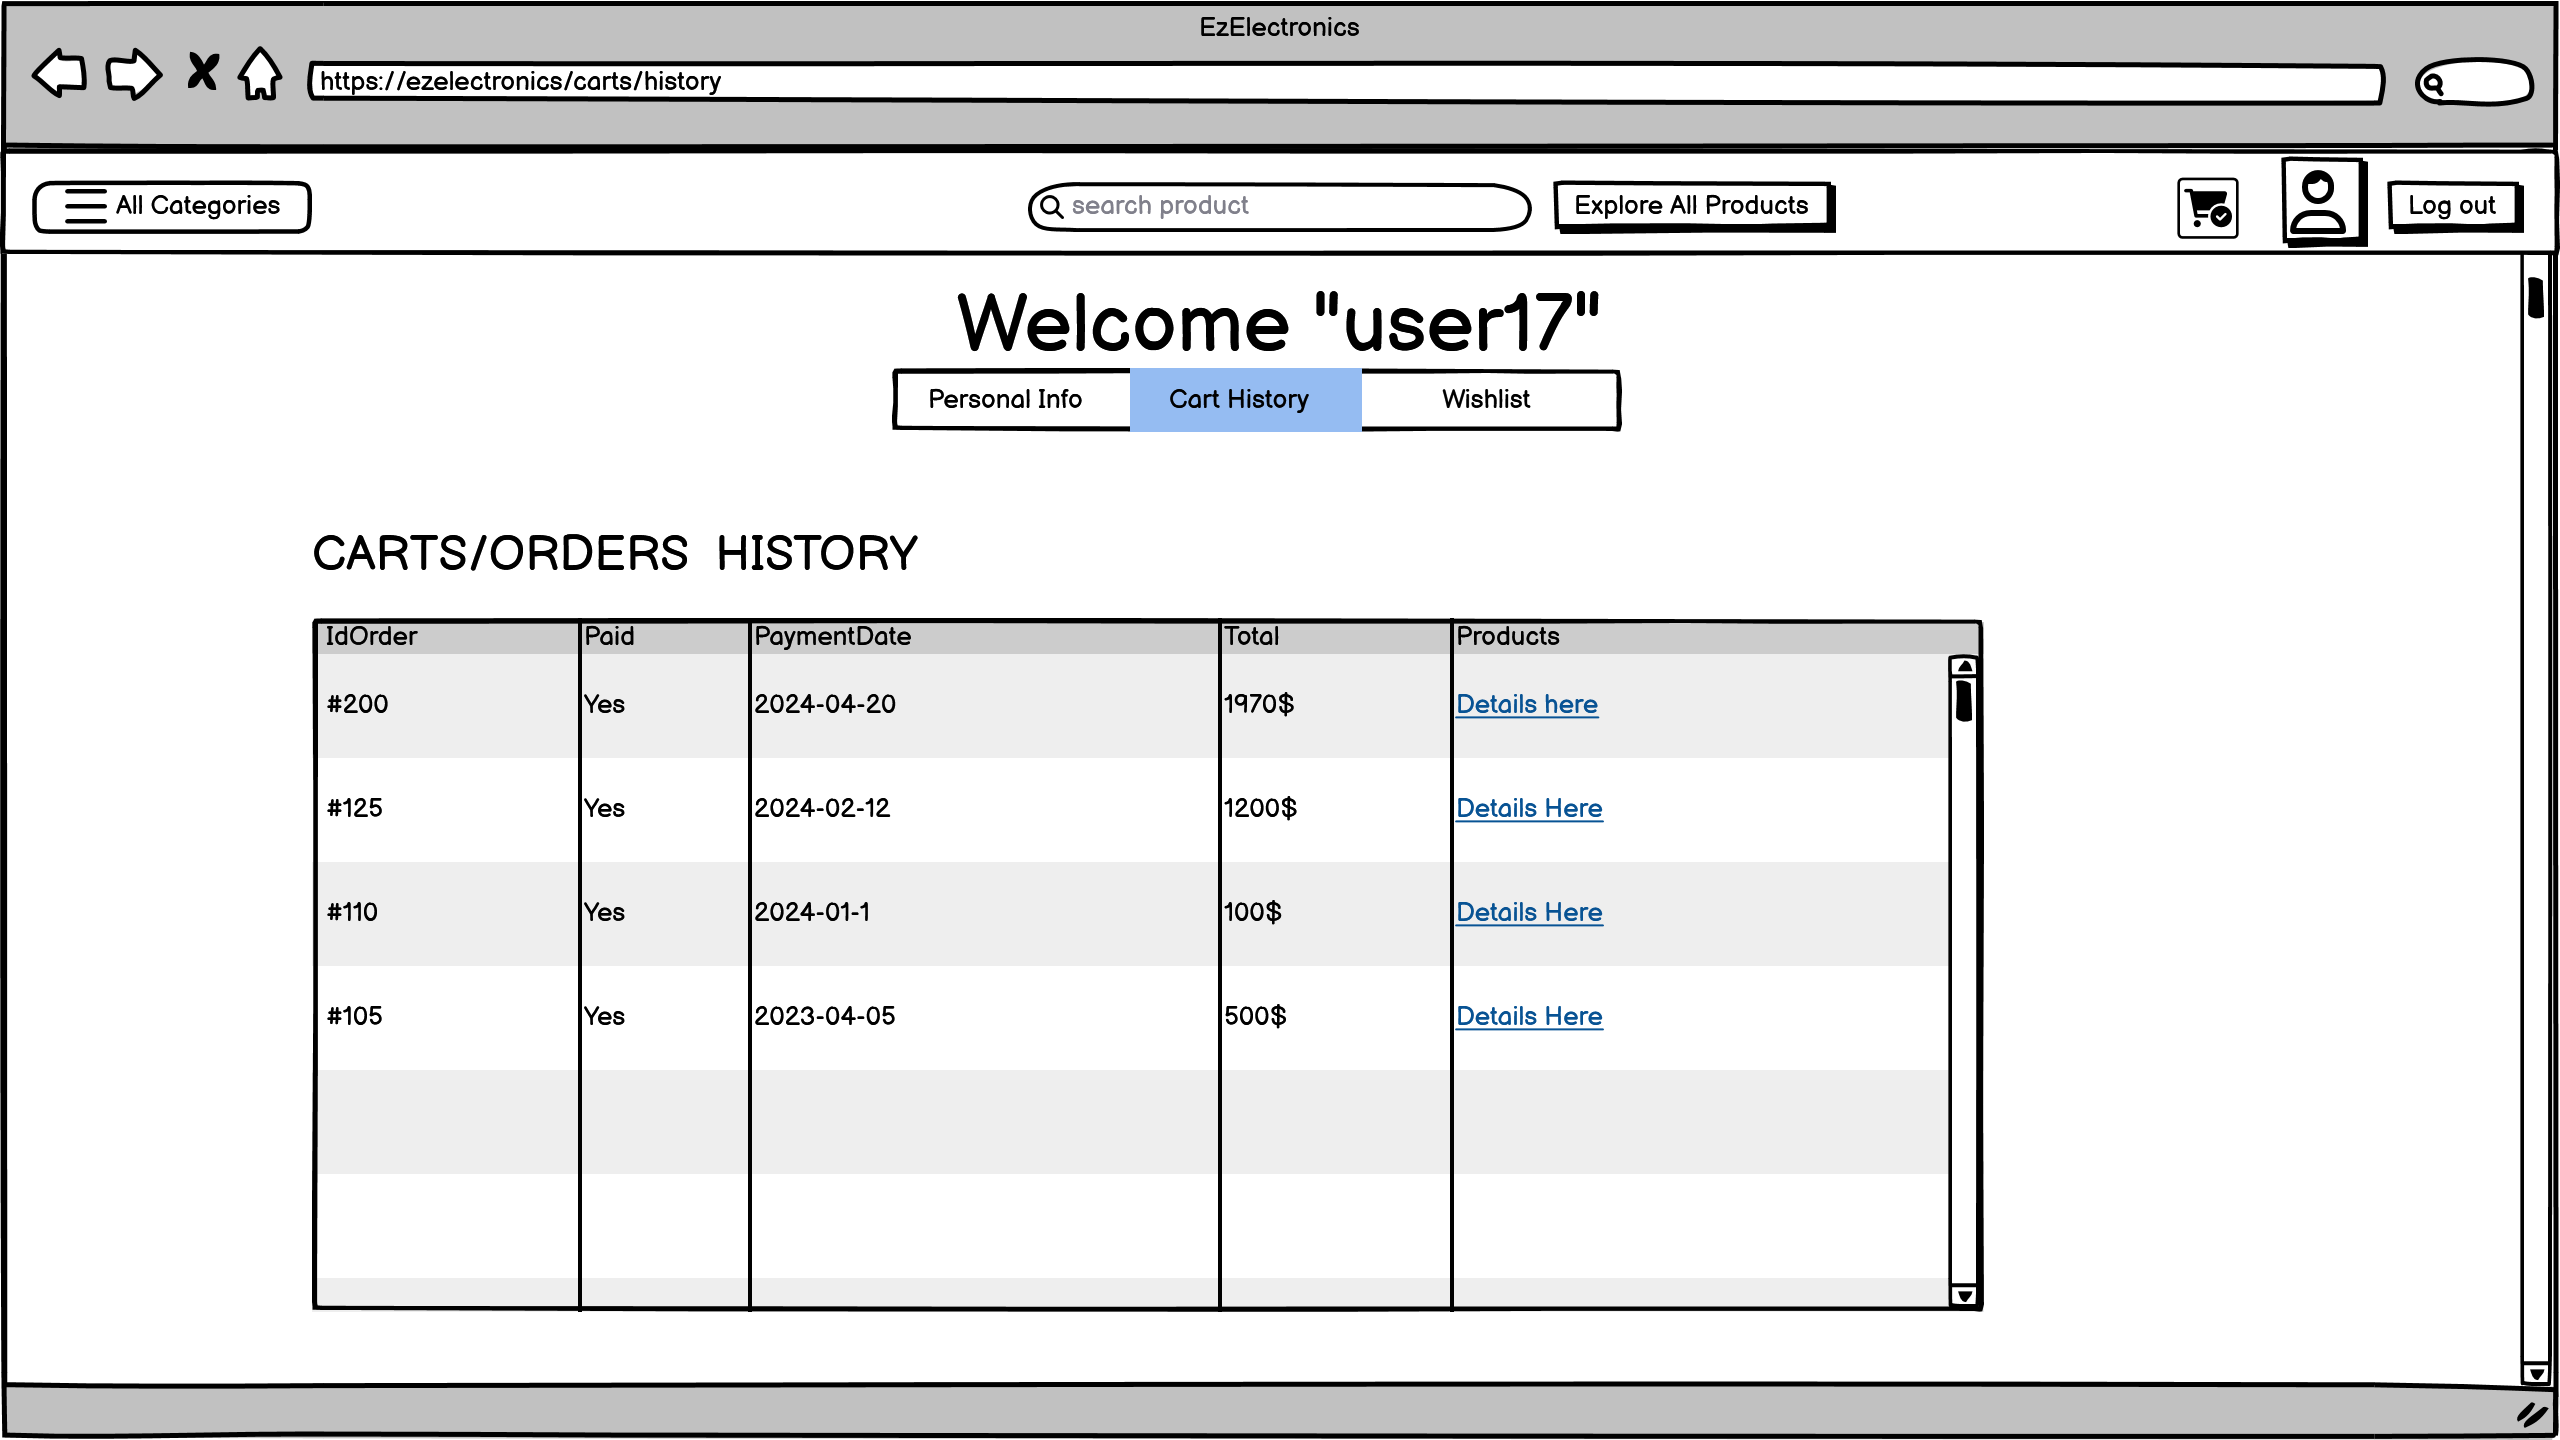 EzElectronics
https://ezelectronics/carts/history
All Categories
search product
Explore All Products
Log out
Welcome "user17"
Personal Info Cart History Wishlist
CARTS/ORDERS HISTORY
IdOrder Paid PaymentDate Total Products
#200 Yes 2024-04-20 1970$ Details here
#125 Yes 2024-02-12 1200$ Details Here
#110 Yes 2024-01-1 100$ Details Here
#105 Yes 2023-04-05 500$ Details Here